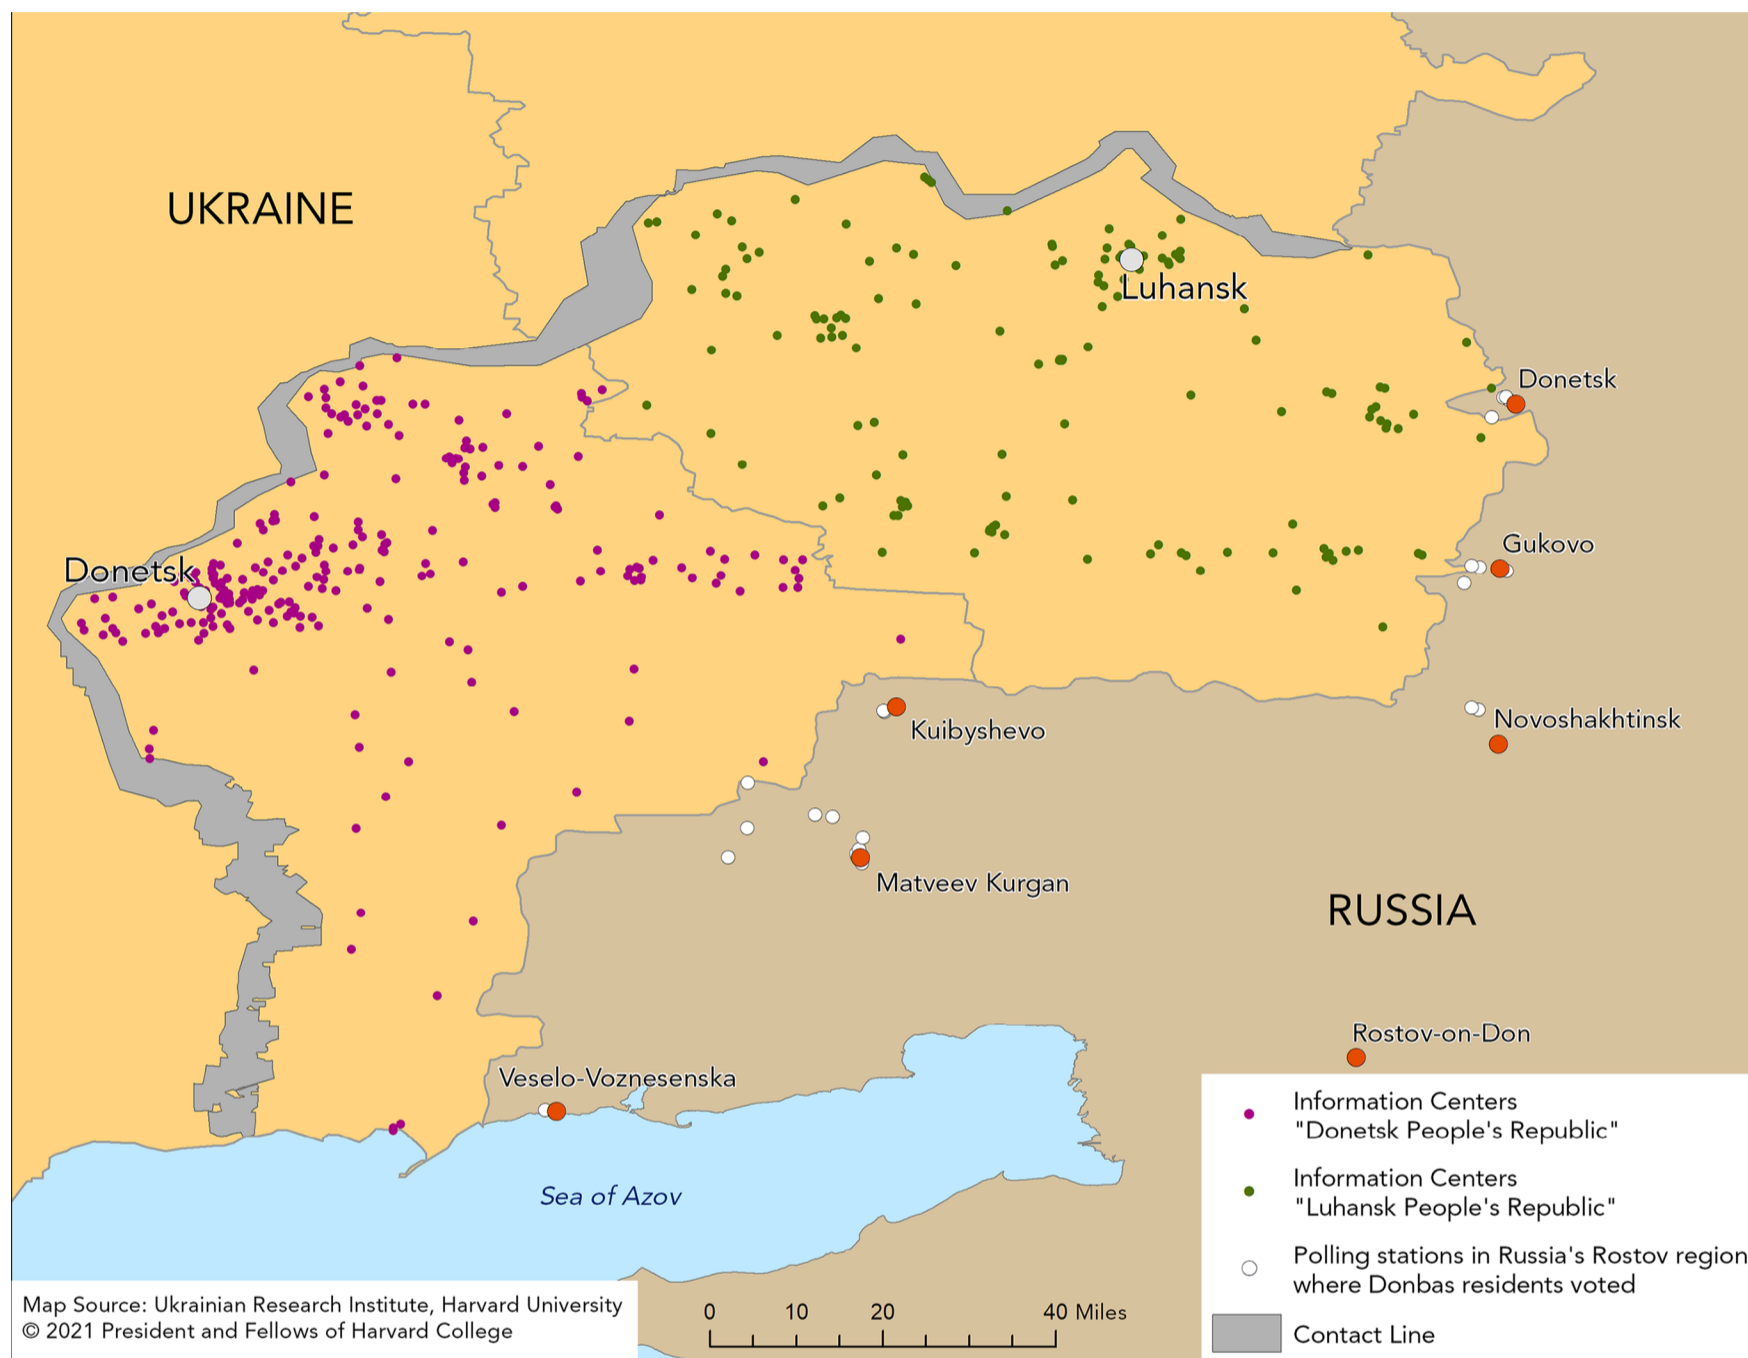 UKRAINE
Luhansk
Donetsk
Gukovo
Donetsk
Novoshakhtinsk
Kuibyshevo
Matveev Kurgan
RUSSIA
Rostov-on-Don
Veselo-Voznesenska
Sea of Azov
Information Centers
"Donetsk People's Republic"
Information Centers
"Luhansk People's Republic"
Polling stations in Russia's Rostov region
where Donbas residents voted
Contact Line
Map Source: Ukrainian Research Institute, Harvard University
© 2021 President and Fellows of Harvard College
0 10 20 40 Miles